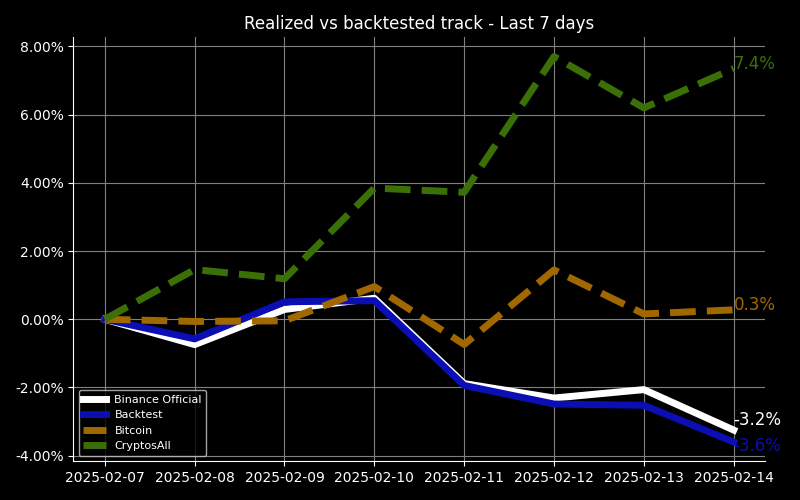 Realized vs backtested track - Last 7 days
8.00%
6.00%
4.00%
2.00%
0.00%
-2.00%
-4.00%
7.4%
0.3%
-3.2%
-3.6%
Binance Official
Backtest
Bitcoin
CryptosAll
2025-02-07 2025-02-08 2025-02-09 2025-02-10 2025-02-11 2025-02-12 2025-02-13 2025-02-14